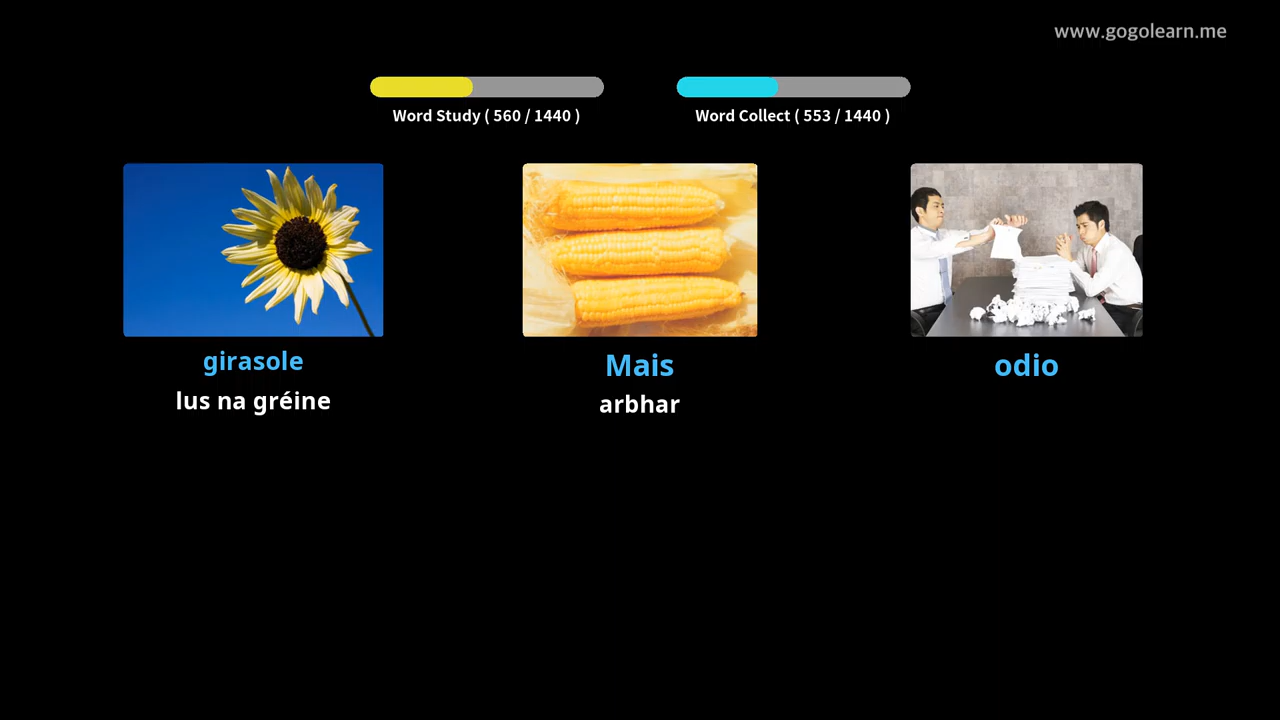 www.gogolearn.me
Word Study ( 560 / 1440 )
Word Collect ( 553 / 1440 )
girasole
lus na gréine
Mais
arbhar
odio